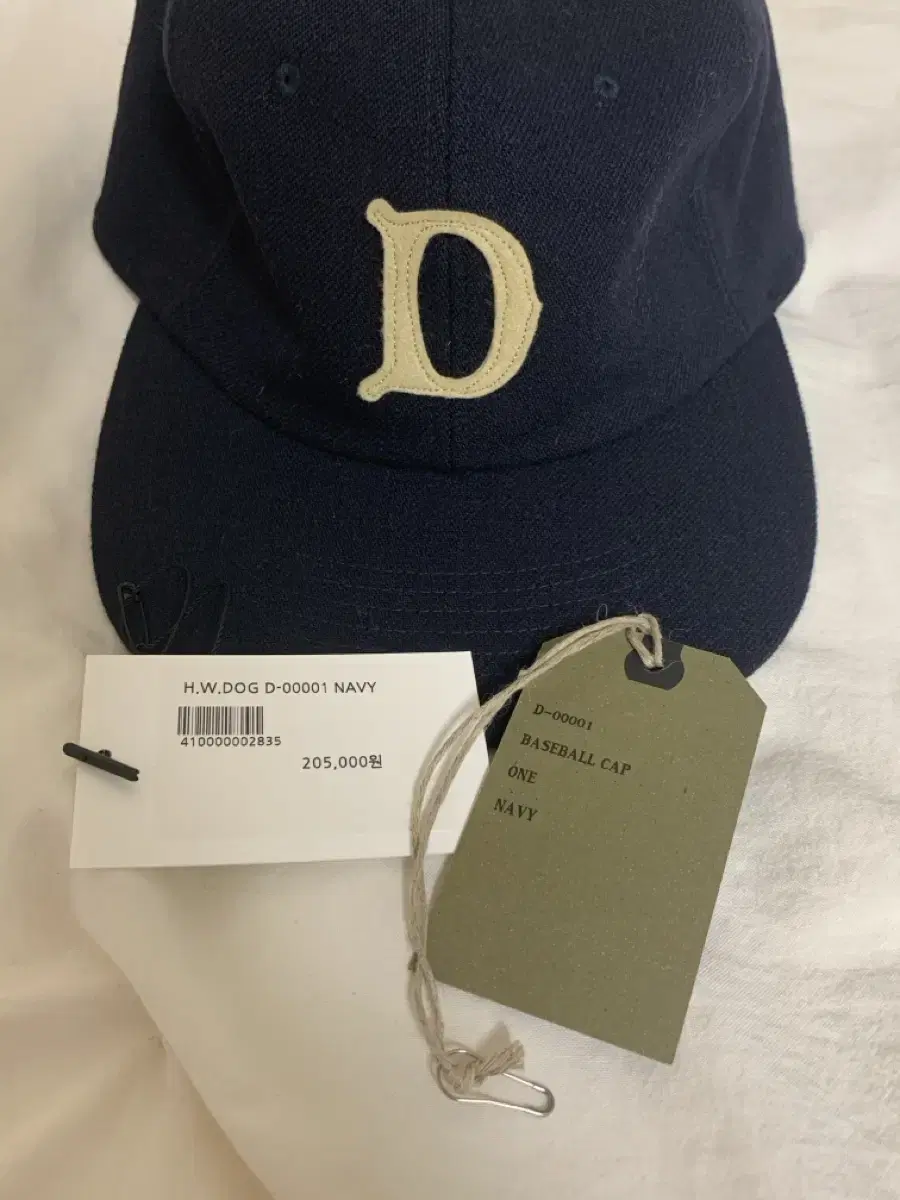 D
H.W.DOG D-00001 NAVY
410000002835
205,000원
D-00001
BASEBALL CAP
ONE
NAVY